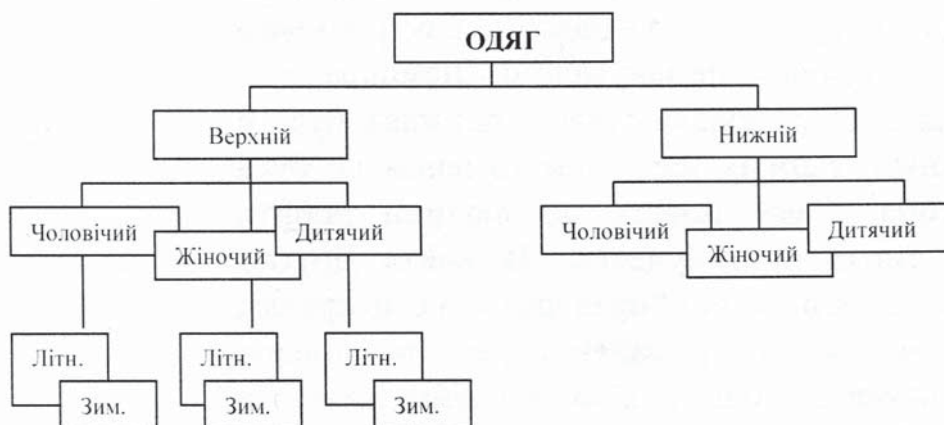 ОДЯГ
Верхній
Нижній
Чоловічий
Жіночий
Дитячий
Чоловічий
Жіночий
Дитячий
Літн.
Зим.
Літн.
Зим.
Літн.
Зим.